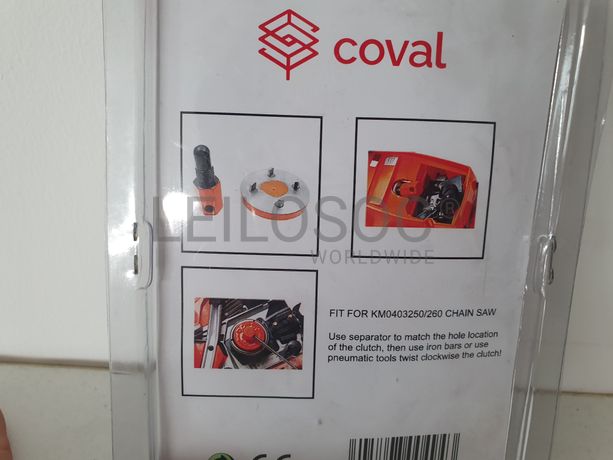 coval
LEILOSOC®
WORLDWIDE
FIT FOR KM0403250/260 CHAIN SAW
Use separator to match the hole location
of the clutch, then use iron bars or use
pneumatic tools twist clockwise the clutch!
CE